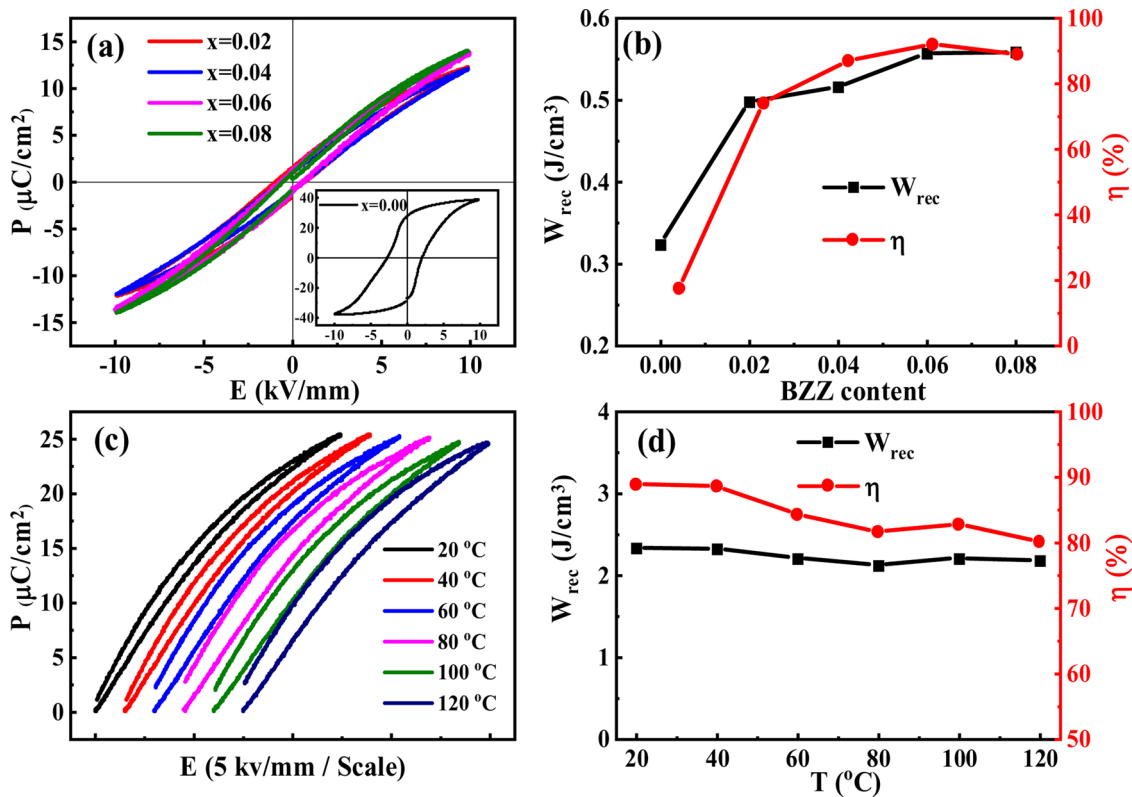 (a)
x=0.02
x=0.04
x=0.06
x=0.08
15
10
5
0
-5
-10
-15
P (μC/cm²)
-10 -5 0 5 10
E (kV/mm)
x=0.00
40
20
0
-20
-40
-10 -5 0 5 10
(b)
0.6
0.5
0.4
0.3
0.2
W_rec (J/cm³)
W_rec
η
100
80
60
40
20
0
η (%)
0.00 0.02 0.04 0.06 0.08
BZZ content
(c)
30
25
20
15
10
5
0
P (μC/cm²)
20 °C
40 °C
60 °C
80 °C
100 °C
120 °C
E (5 kv/mm / Scale)
(d)
4
3
2
1
0
W_rec (J/cm³)
W_rec
η
100
90
80
70
60
50
η (%)
20 40 60 80 100 120
T (°C)